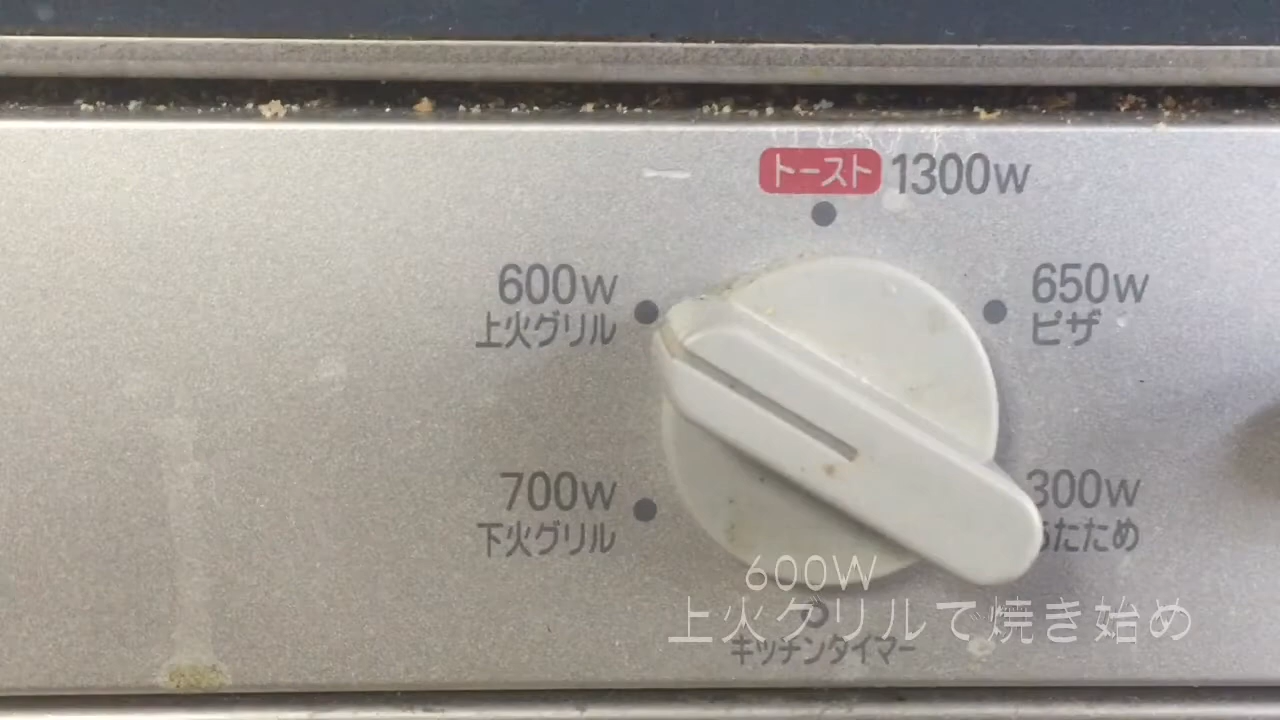 トースト 1300W
600W
上火グリル
650W
ピザ
700W
下火グリル
300W
たため
キッチンタイマー
600W
上火グリルで焼き始め